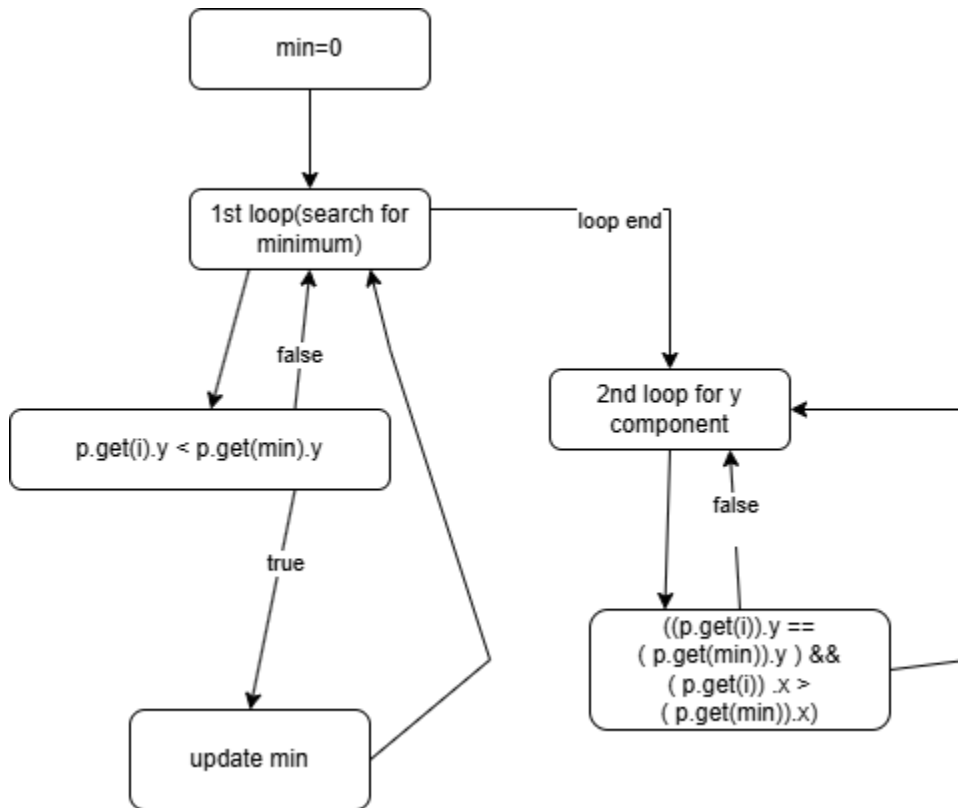 min=0
1st loop(search for
minimum)
loop end
false
2nd loop for y
component
p.get(i).y < p.get(min).y
false
true
((p.get(i)).y ==
( p.get(min)).y ) &&
( p.get(i)) .x >
( p.get(min)).x)
update min